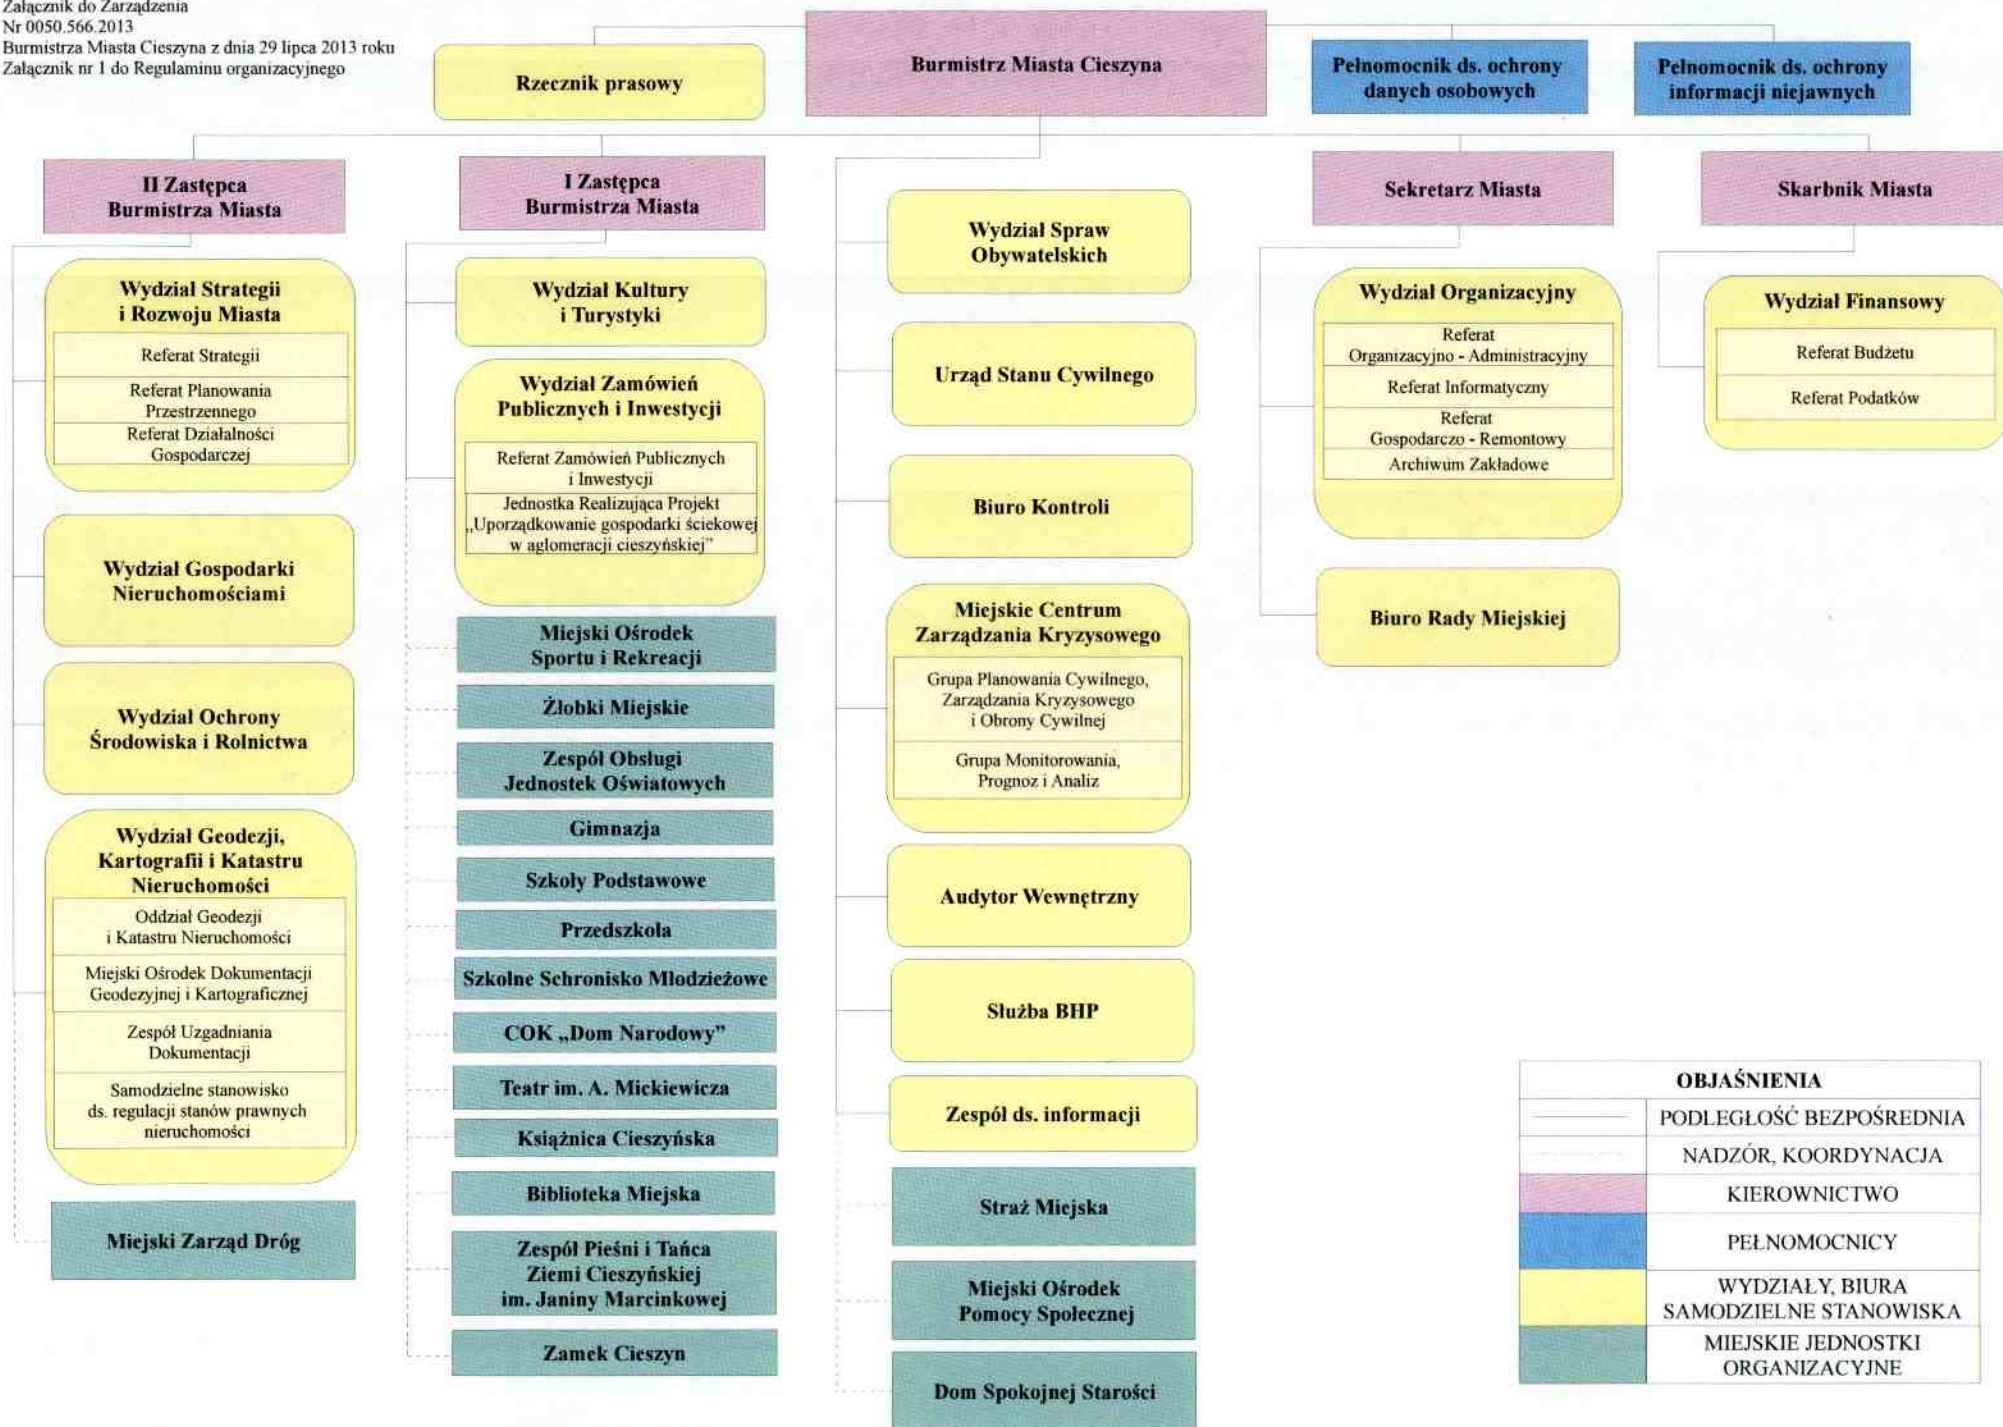 Załącznik do Zarządzenia
Nr 0050.566.2013
Burmistrza Miasta Cieszyna z dnia 29 lipca 2013 roku
Załącznik nr 1 do Regulaminu organizacyjnego
Burmistrz Miasta Cieszyna
Rzecznik prasowy
Pełnomocnik ds. ochrony
danych osobowych
Pełnomocnik ds. ochrony
informacji niejawnych
II Zastępca
Burmistrza Miasta
Wydział Strategii
i Rozwoju Miasta
Referat Strategii
Referat Planowania
Przestrzennego
Referat Działalności
Gospodarczej
Wydział Gospodarki
Nieruchomościami
Wydział Ochrony
Środowiska i Rolnictwa
Wydział Geodezji,
Kartografii i Katastru
Nieruchomości
Oddział Geodezji
i Katastru Nieruchomości
Miejski Ośrodek Dokumentacji
Geodezyjnej i Kartograficznej
Zespół Uzgadniania
Dokumentacji
Samodzielne stanowisko
ds. regulacji stanów prawnych
nieruchomości
Miejski Zarząd Dróg
I Zastępca
Burmistrza Miasta
Wydział Kultury
i Turystyki
Wydział Zamówień
Publicznych i Inwestycji
Referat Zamówień Publicznych
i Inwestycji
Jednostka Realizująca Projekt
„Uporządkowanie gospodarki ściekowej
w aglomeracji cieszyńskiej”
Miejski Ośrodek
Sportu i Rekreacji
Żłobki Miejskie
Zespół Obsługi
Jednostek Oświatowych
Gimnazja
Szkoły Podstawowe
Przedszkola
Szkolne Schronisko Młodzieżowe
COK „Dom Narodowy”
Teatr im. A. Mickiewicza
Książnica Cieszyńska
Biblioteka Miejska
Zespół Pieśni i Tańca
Ziemi Cieszyńskiej
im. Janiny Marcinkowej
Zamek Cieszyn
Wydział Spraw
Obywatelskich
Urząd Stanu Cywilnego
Biuro Kontroli
Miejskie Centrum
Zarządzania Kryzysowego
Grupa Planowania Cywilnego,
Zarządzania Kryzysowego
i Obrony Cywilnej
Grupa Monitorowania,
Prognoz i Analiz
Audytor Wewnętrzny
Służba BHP
Zespół ds. informacji
Straż Miejska
Miejski Ośrodek
Pomocy Społecznej
Dom Spokojnej Starości
Sekretarz Miasta
Wydział Organizacyjny
Referat
Organizacyjno - Administracyjny
Referat Informatyczny
Referat
Gospodarczo - Remontowy
Archiwum Zakładowe
Biuro Rady Miejskiej
Skarbnik Miasta
Wydział Finansowy
Referat Budżetu
Referat Podatków
OBJAŚNIENIA
PODLEGŁOŚĆ BEZPOŚREDNIA
NADZÓR, KOORDYNACJA
KIEROWNICTWO
PEŁNOMOCNICY
WYDZIAŁY, BIURA
SAMODZIELNE STANOWISKA
MIEJSKIE JEDNOSTKI
ORGANIZACYJNE